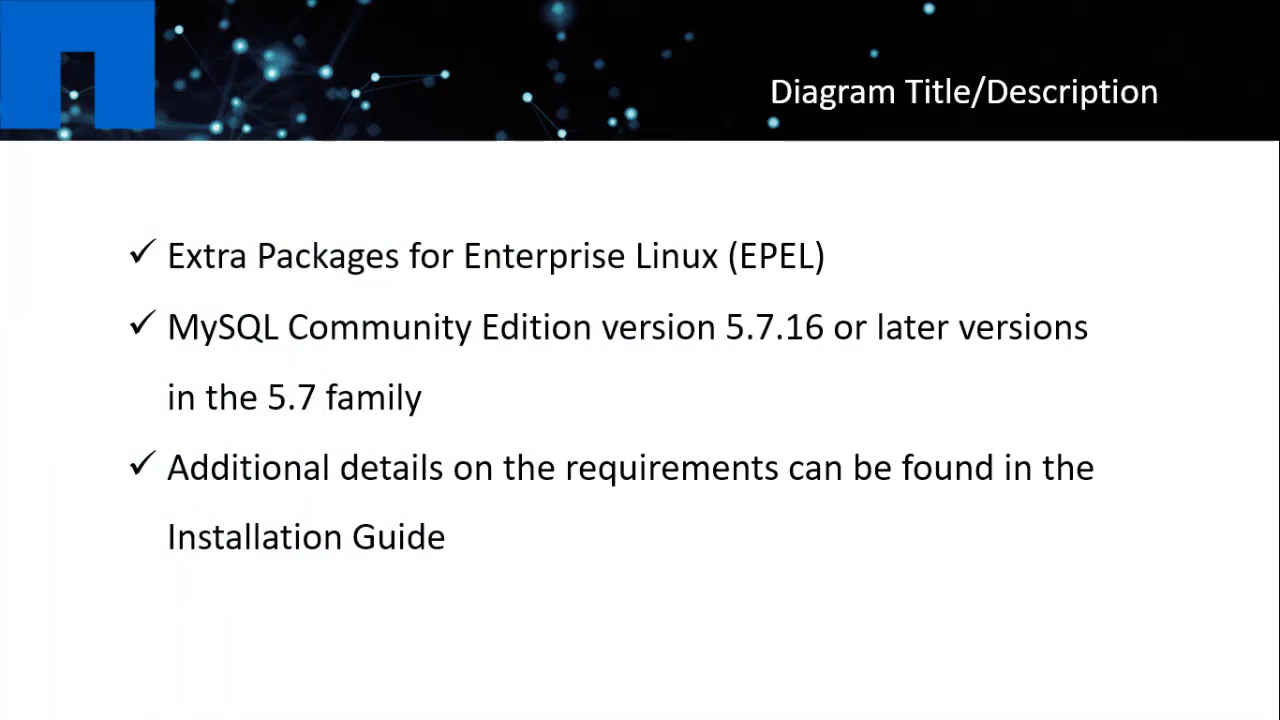 Diagram Title/Description
✓ Extra Packages for Enterprise Linux (EPEL)
✓ MySQL Community Edition version 5.7.16 or later versions
in the 5.7 family
✓ Additional details on the requirements can be found in the
Installation Guide